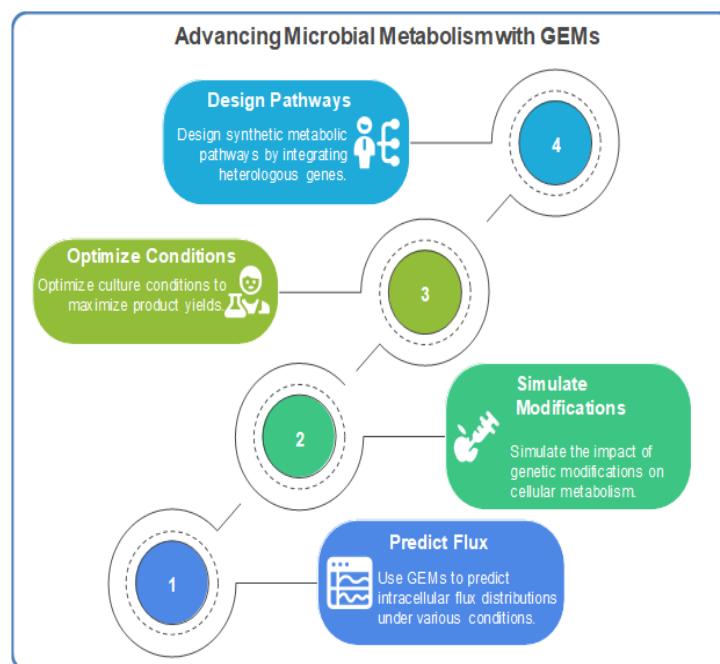 Advancing Microbial Metabolism with GEMs
Design Pathways
Design synthetic metabolic
pathways by integrating
heterologous genes.
4
Optimize Conditions
Optimize culture conditions to
maximize product yields.
3
Simulate
Modifications
Simulate the impact of
genetic modifications on
cellular metabolism.
2
Predict Flux
Use GEMs to predict
intracellular flux distributions
under various conditions.
1